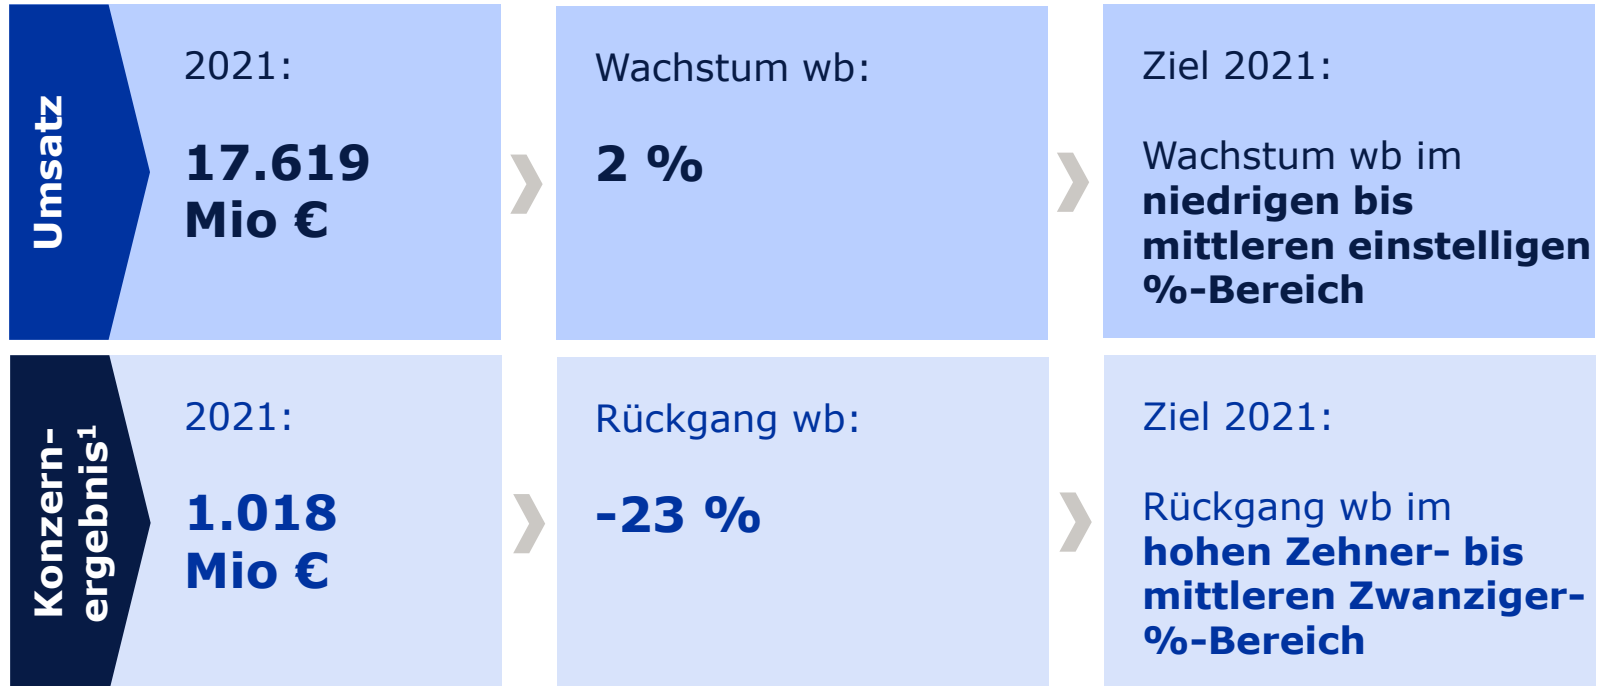 Umsatz
2021:
17.619
Mio €
Wachstum wb:
2 %
Ziel 2021:
Wachstum wb im
niedrigen bis
mittleren einstelligen
%-Bereich
Konzern-
ergebnis¹
2021:
1.018
Mio €
Rückgang wb:
-23 %
Ziel 2021:
Rückgang wb im
hohen Zehner- bis
mittleren Zwanziger-
%-Bereich